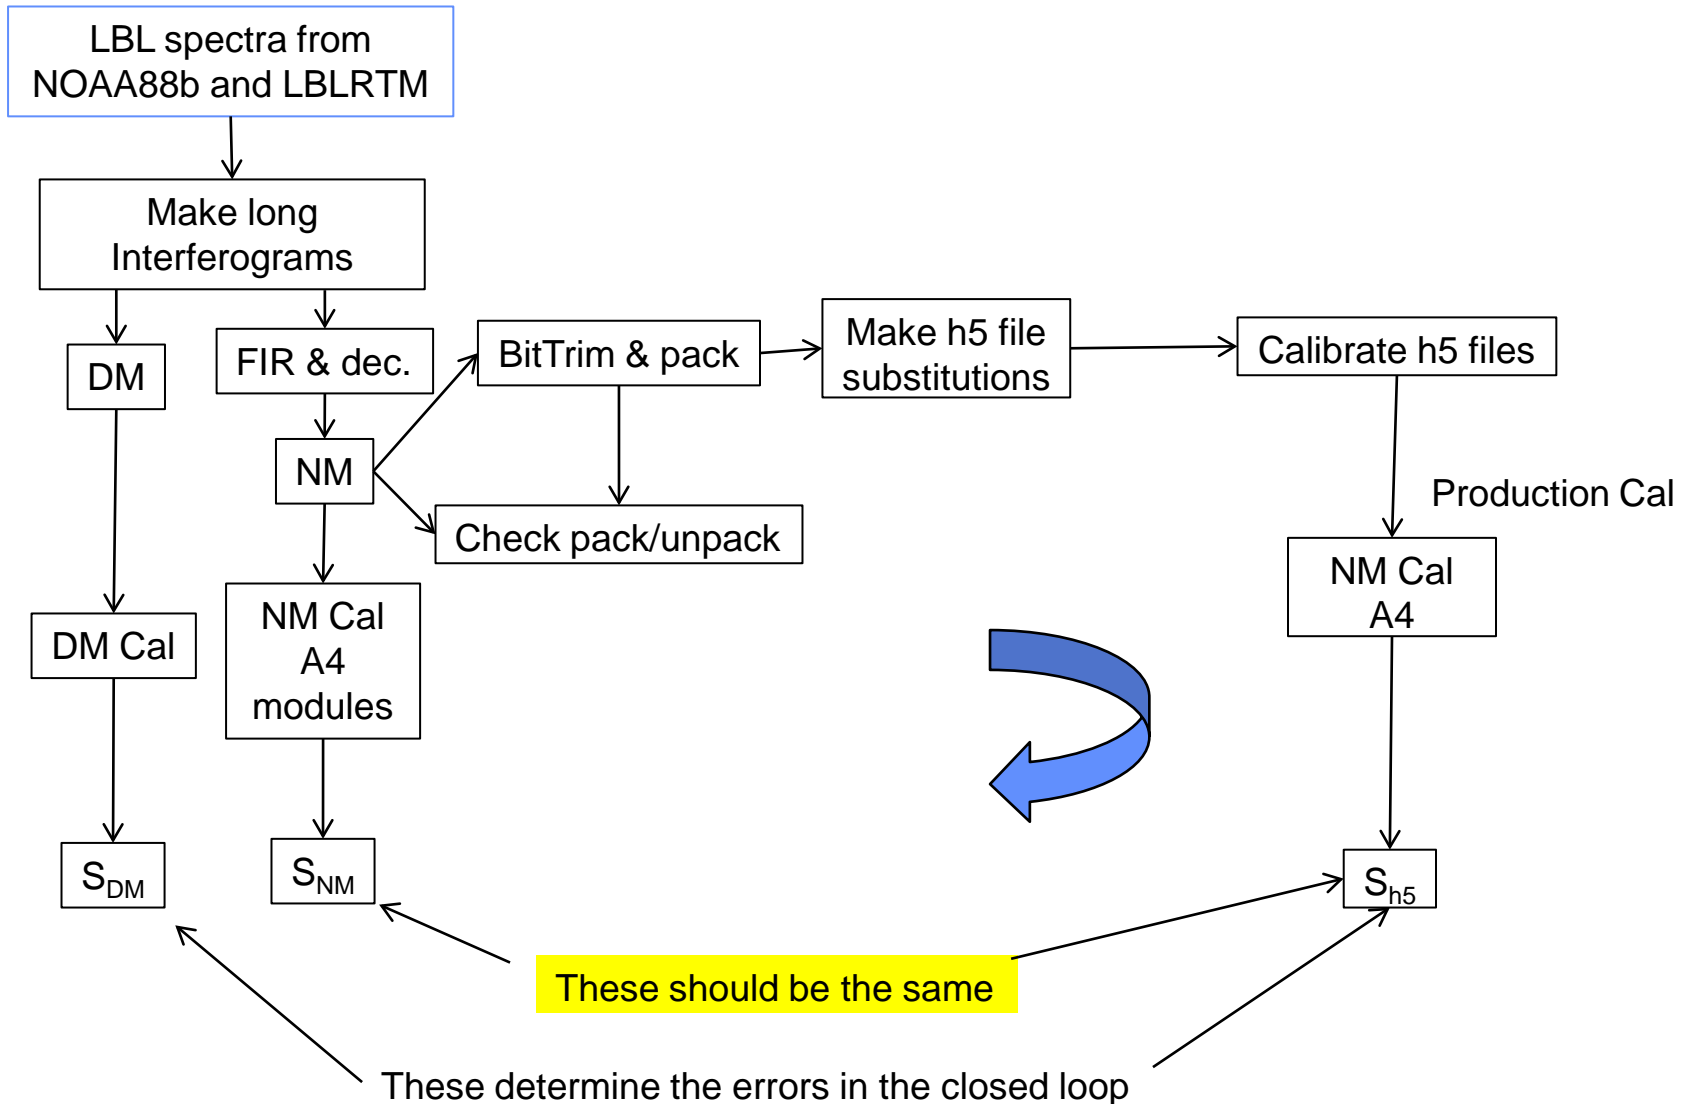 LBL spectra from
NOAA88b and LBLRTM
Make long
Interferograms
DM
FIR & dec.
BitTrim & pack
Make h5 file
substitutions
Calibrate h5 files
NM
Check pack/unpack
Production Cal
DM Cal
NM Cal
A4
modules
NM Cal
A4
SDM
SNM
Sh5
These should be the same
These determine the errors in the closed loop